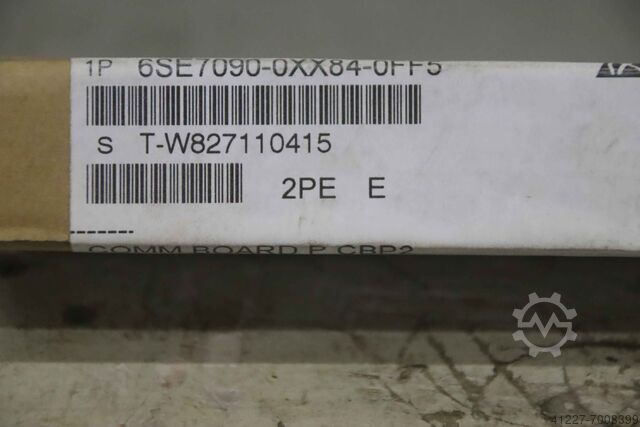 1P 6SE7090-0XX84-0FF5
S T-W827110415
2PE E
--------
COMM BOARD P CBP2
41227-7008399